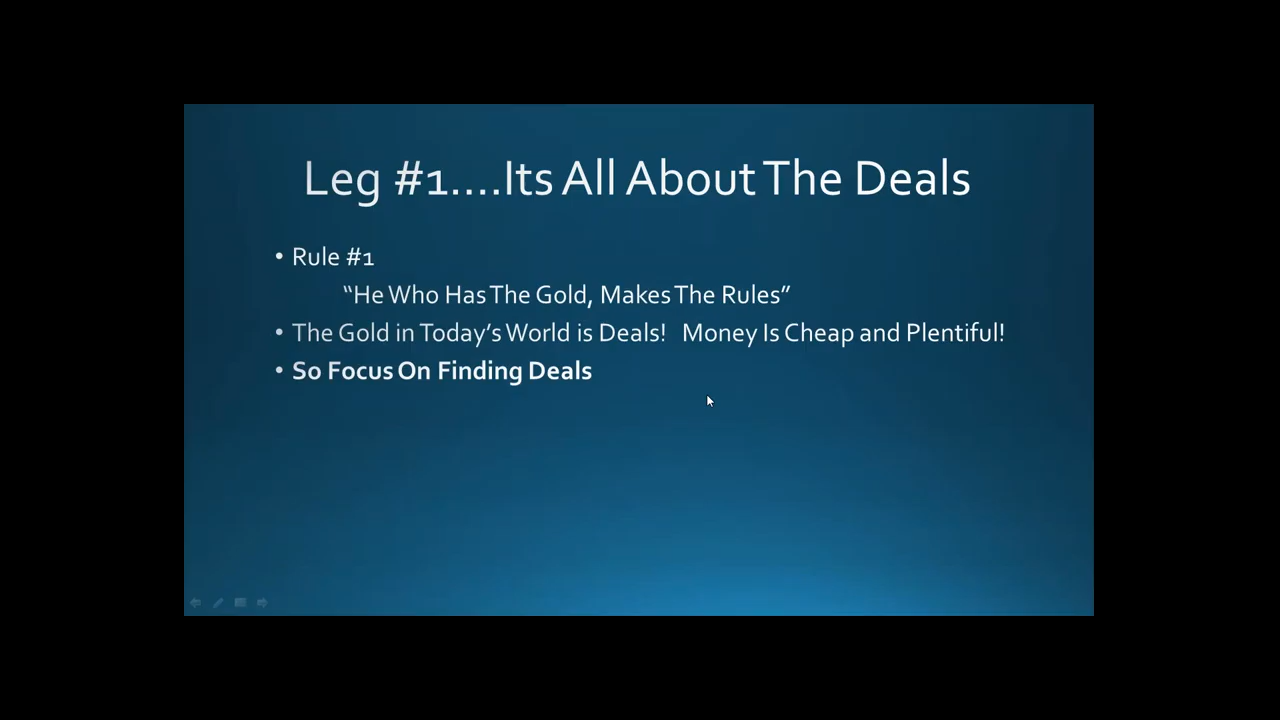 Leg #1....Its All About The Deals
• Rule #1
“He Who Has The Gold, Makes The Rules”
• The Gold in Today’s World is Deals!   Money Is Cheap and Plentiful!
• So Focus On Finding Deals